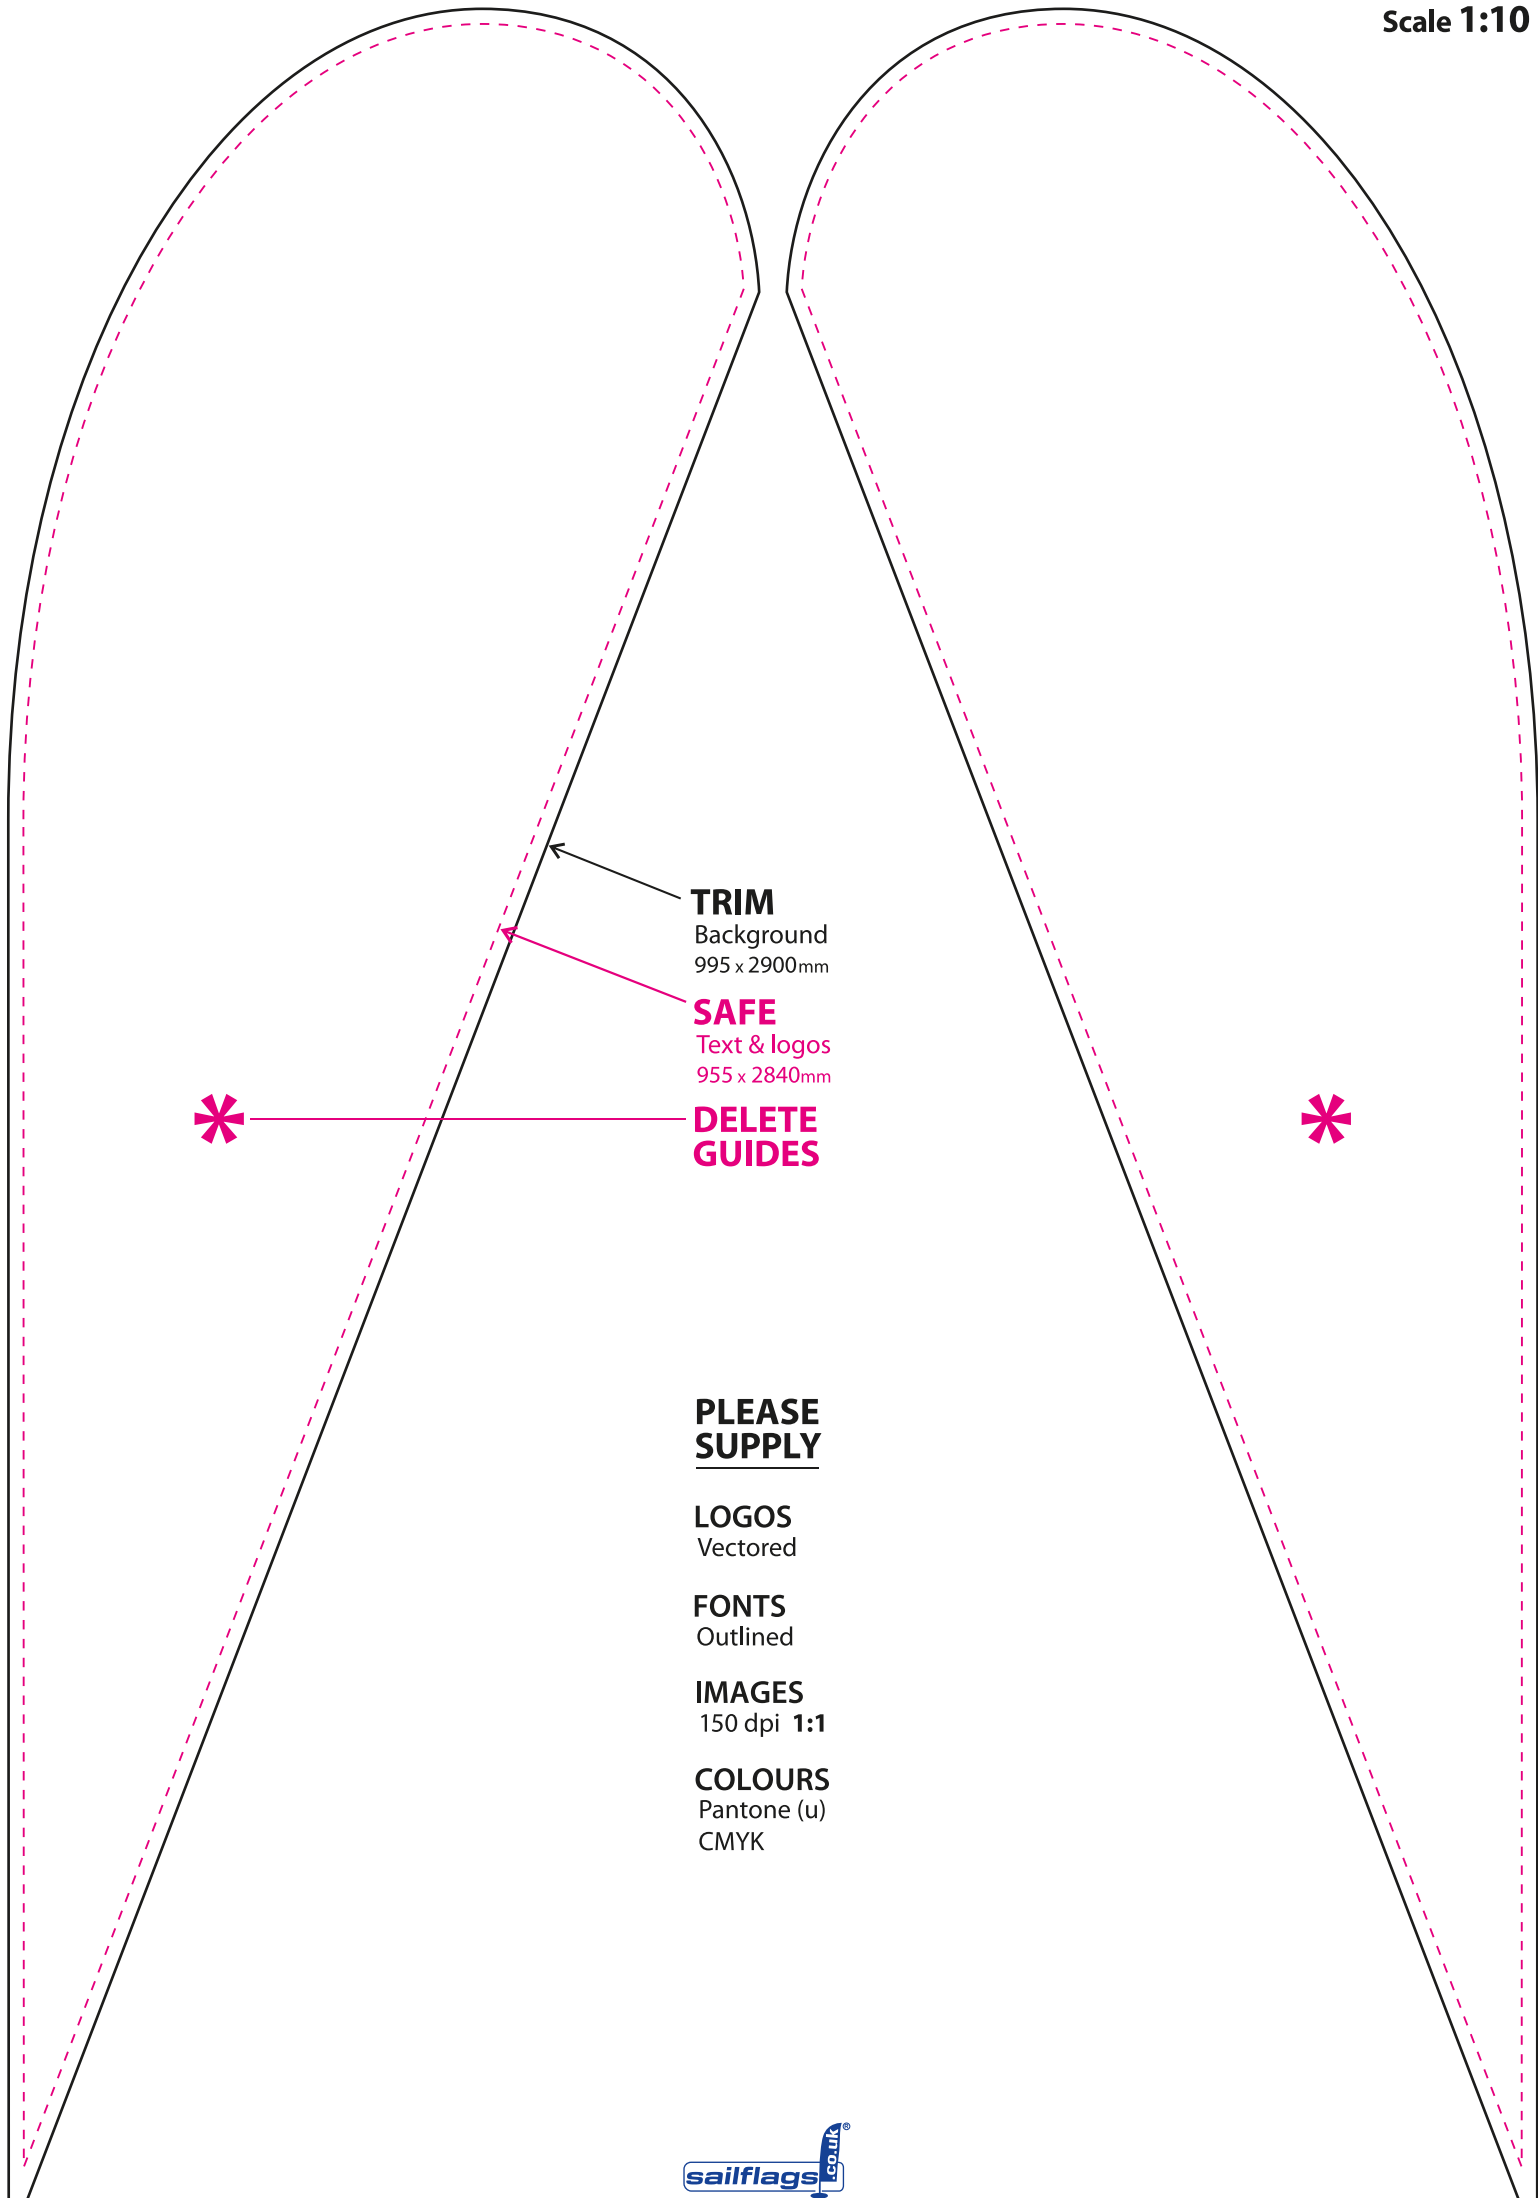 Scale 1:10
TRIM
Background
995 x 2900mm
SAFE
Text & logos
955 x 2840mm
* DELETE *
GUIDES
PLEASE
SUPPLY
LOGOS
Vectored
FONTS
Outlined
IMAGES
150 dpi 1:1
COLOURS
Pantone (u)
CMYK
sailflags.co.uk®